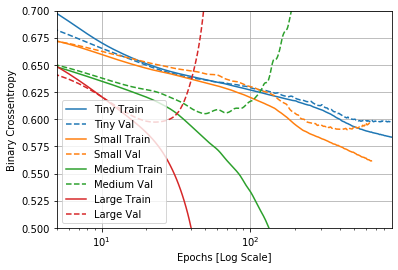 0.700
0.675
0.650
0.625
0.600
0.575
0.550
0.525
0.500
Binary Crossentropy
Tiny Train
Tiny Val
Small Train
Small Val
Medium Train
Medium Val
Large Train
Large Val
10¹
10²
Epochs [Log Scale]